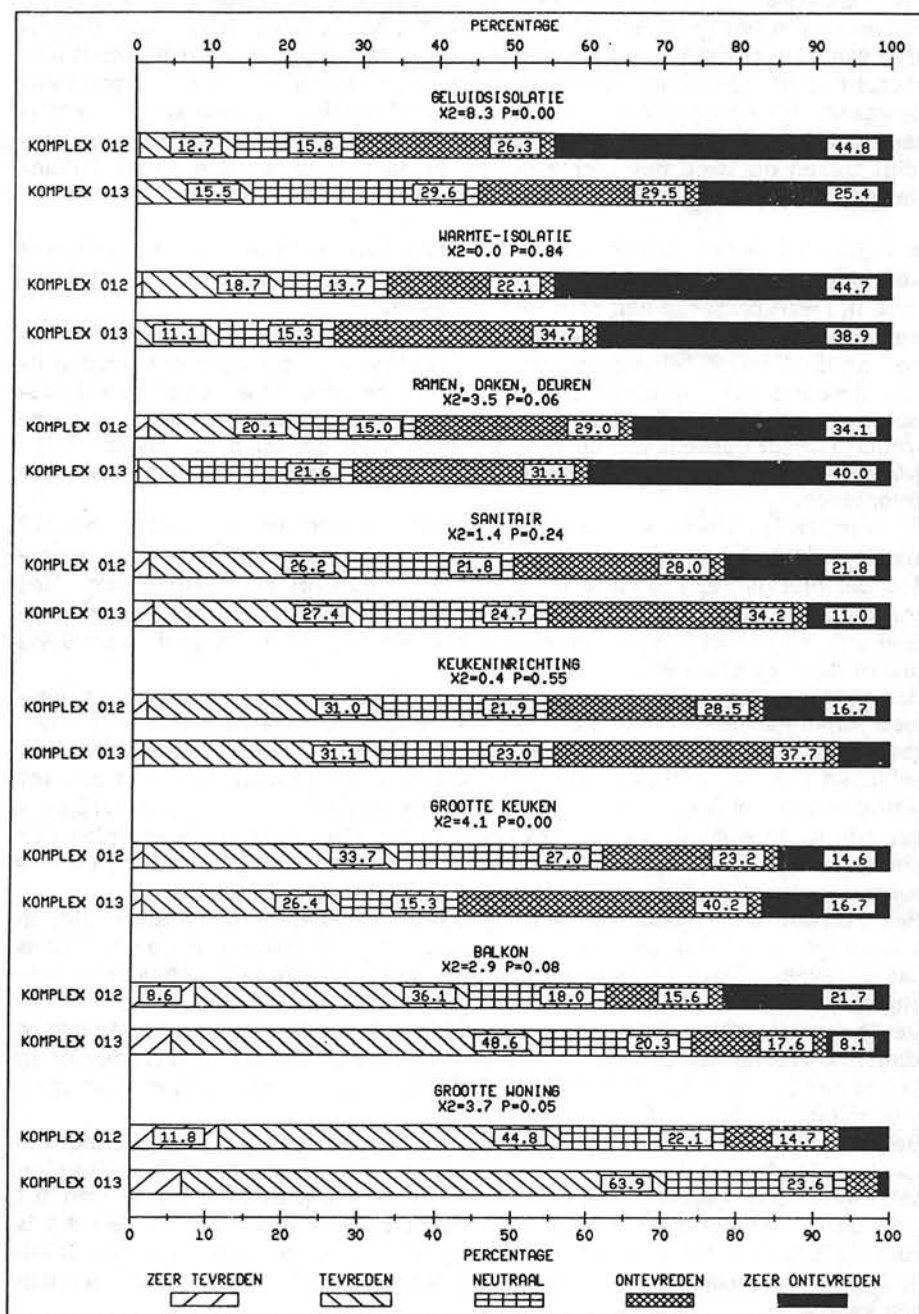 PERCENTAGE
0 10 20 30 40 50 60 70 80 90 100
GELUIDSISOLATIE
X2=8.3 P=0.00
KOMPLEX 012 12.7 15.8 26.3 44.8
KOMPLEX 013 15.5 29.6 29.5 25.4
WARMTE-ISOLATIE
X2=0.0 P=0.84
KOMPLEX 012 18.7 13.7 22.1 44.7
KOMPLEX 013 11.1 15.3 34.7 38.9
RAMEN, DAKEN, DEUREN
X2=3.5 P=0.06
KOMPLEX 012 20.1 15.0 29.0 34.1
KOMPLEX 013 21.6 31.1 40.0
SANITAIR
X2=1.4 P=0.24
KOMPLEX 012 26.2 21.8 28.0 21.8
KOMPLEX 013 27.4 24.7 34.2 11.0
KEUKENINRICHTING
X2=0.4 P=0.55
KOMPLEX 012 31.0 21.9 28.5 16.7
KOMPLEX 013 31.1 23.0 37.7
GROOTTE KEUKEN
X2=4.1 P=0.00
KOMPLEX 012 33.7 27.0 23.2 14.6
KOMPLEX 013 26.4 15.3 40.2 16.7
BALKON
X2=2.9 P=0.08
KOMPLEX 012 8.6 36.1 18.0 15.6 21.7
KOMPLEX 013 48.6 20.3 17.6 8.1
GROOTTE WONING
X2=3.7 P=0.05
KOMPLEX 012 11.8 44.8 22.1 14.7
KOMPLEX 013 63.9 23.6
0 10 20 30 40 50 60 70 80 90 100
PERCENTAGE
ZEER TEVREDEN TEVREDEN NEUTRAAL ONTEVREDEN ZEER ONTEVREDEN